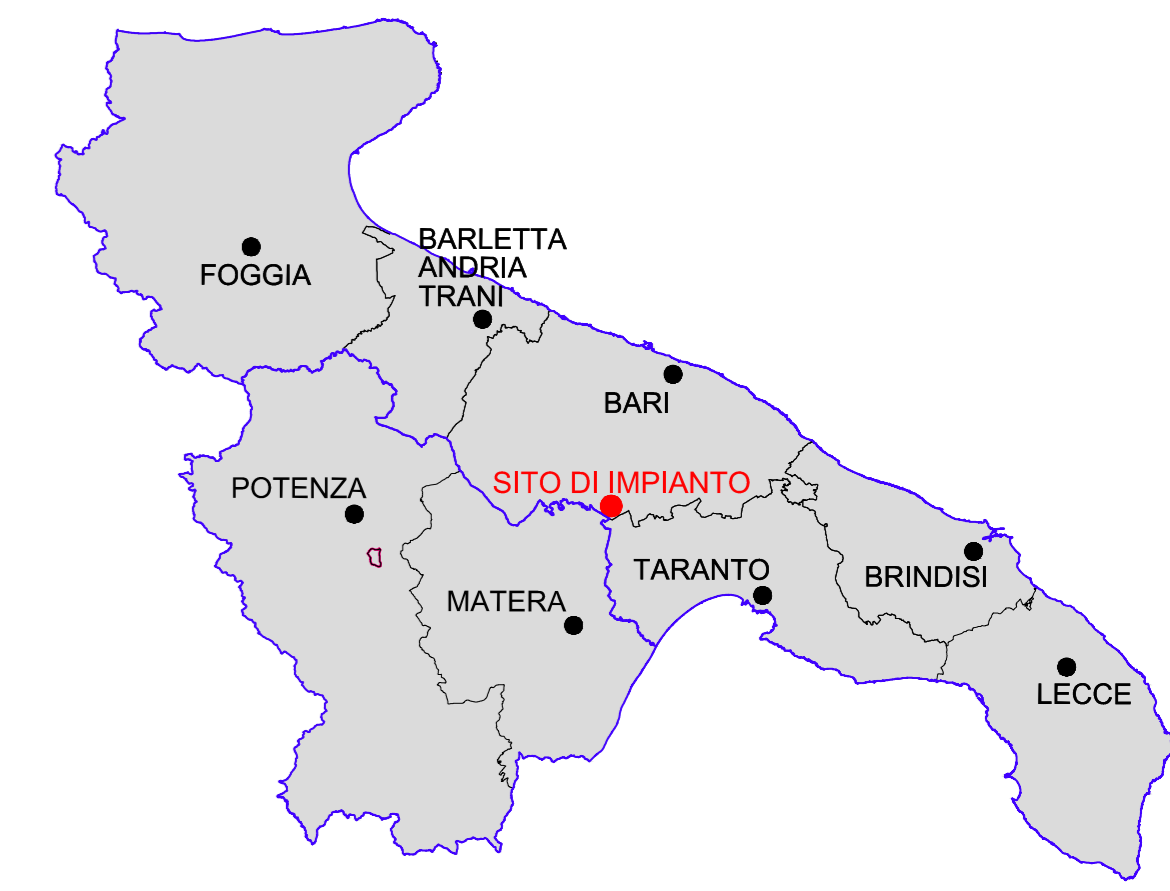 BARLETTA
ANDRIA
TRANI
FOGGIA
BARI
SITO DI IMPIANTO
POTENZA
TARANTO
BRINDISI
MATERA
LECCE